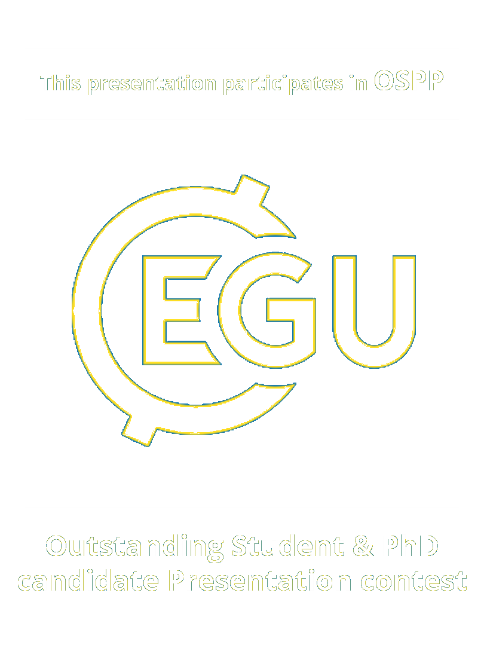 This presentation participates in OSPP
EGU
Outstanding Student & PhD
candidate Presentation contest